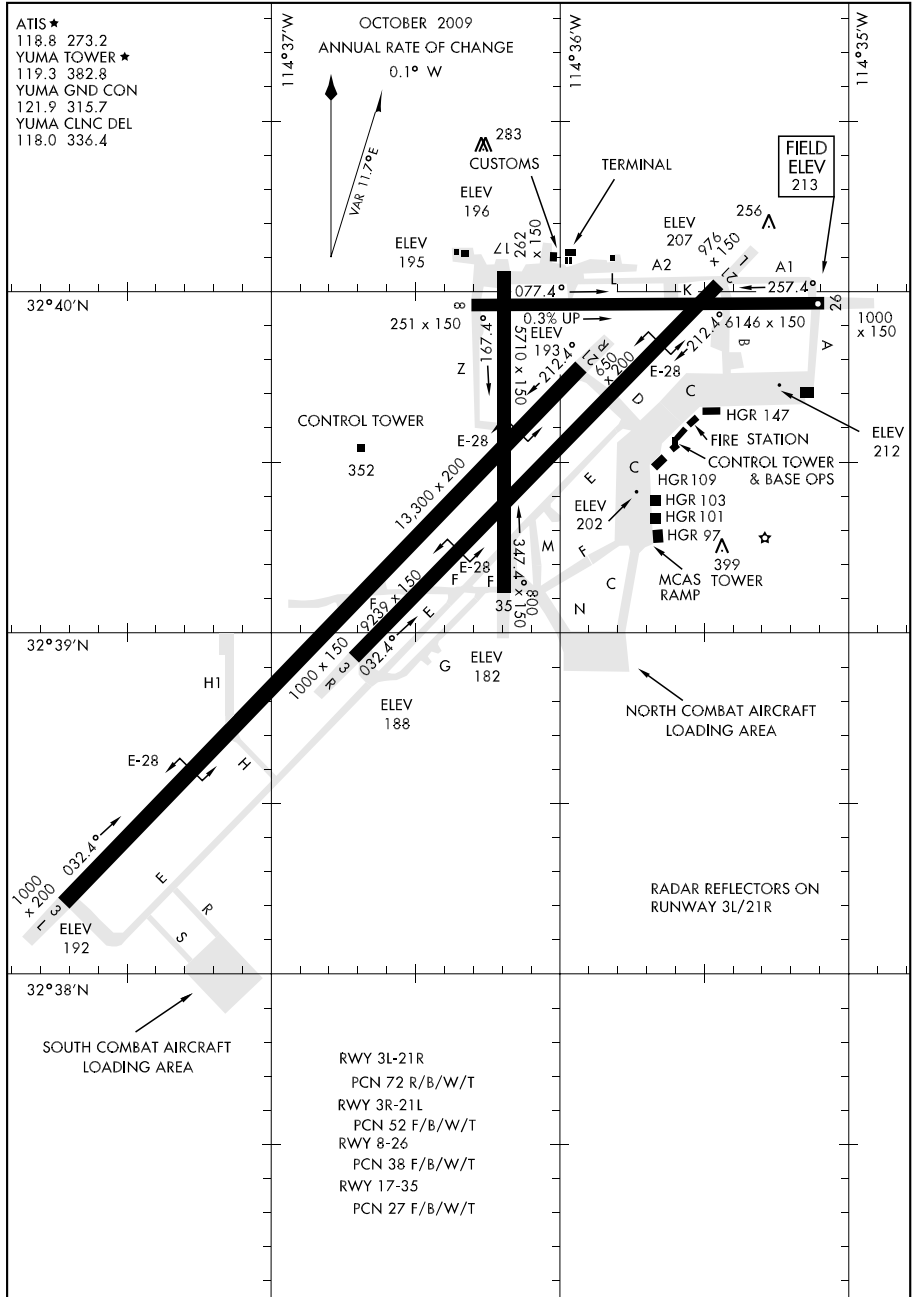 ATIS ★
118.8 273.2
YUMA TOWER ★
119.3 382.8
YUMA GND CON
121.9 315.7
YUMA CLNC DEL
118.0 336.4
OCTOBER 2009
ANNUAL RATE OF CHANGE
0.1° W
VAR 11.7°E
114°37'W
114°36'W
114°35'W
283
CUSTOMS
TERMINAL
FIELD
ELEV
213
ELEV
196
ELEV
195
17
262
x 150
ELEV
207
256
976
x 150
21
L
A2
A1
L
K
32°40'N
077.4°
257.4°
8
26
251 x 150
0.3% UP
6146 x 150
1000
x 150
ELEV
193
167.4°
5710 x 150
212.4°
21
R
650
x 200
212.4°
B
A
Z
E-28
D
C
CONTROL TOWER
352
E-28
HGR 147
FIRE STATION
CONTROL TOWER
& BASE OPS
ELEV
212
13,300 x 200
E
C
HGR 109
ELEV
202
HGR 103
HGR 101
HGR 97
399
TOWER
MCAS
RAMP
M
F
C
N
347.4°
800
x 150
E-28
F
F
35
F
9239 x 150
E
032.4°
1000 x 150
3
R
32°39'N
G
ELEV
182
ELEV
188
H1
H
NORTH COMBAT AIRCRAFT
LOADING AREA
E-28
032.4°
1000
x 200
3
L
ELEV
192
E
R
S
RADAR REFLECTORS ON
RUNWAY 3L/21R
32°38'N
SOUTH COMBAT AIRCRAFT
LOADING AREA
RWY 3L-21R
PCN 72 R/B/W/T
RWY 3R-21L
PCN 52 F/B/W/T
RWY 8-26
PCN 38 F/B/W/T
RWY 17-35
PCN 27 F/B/W/T